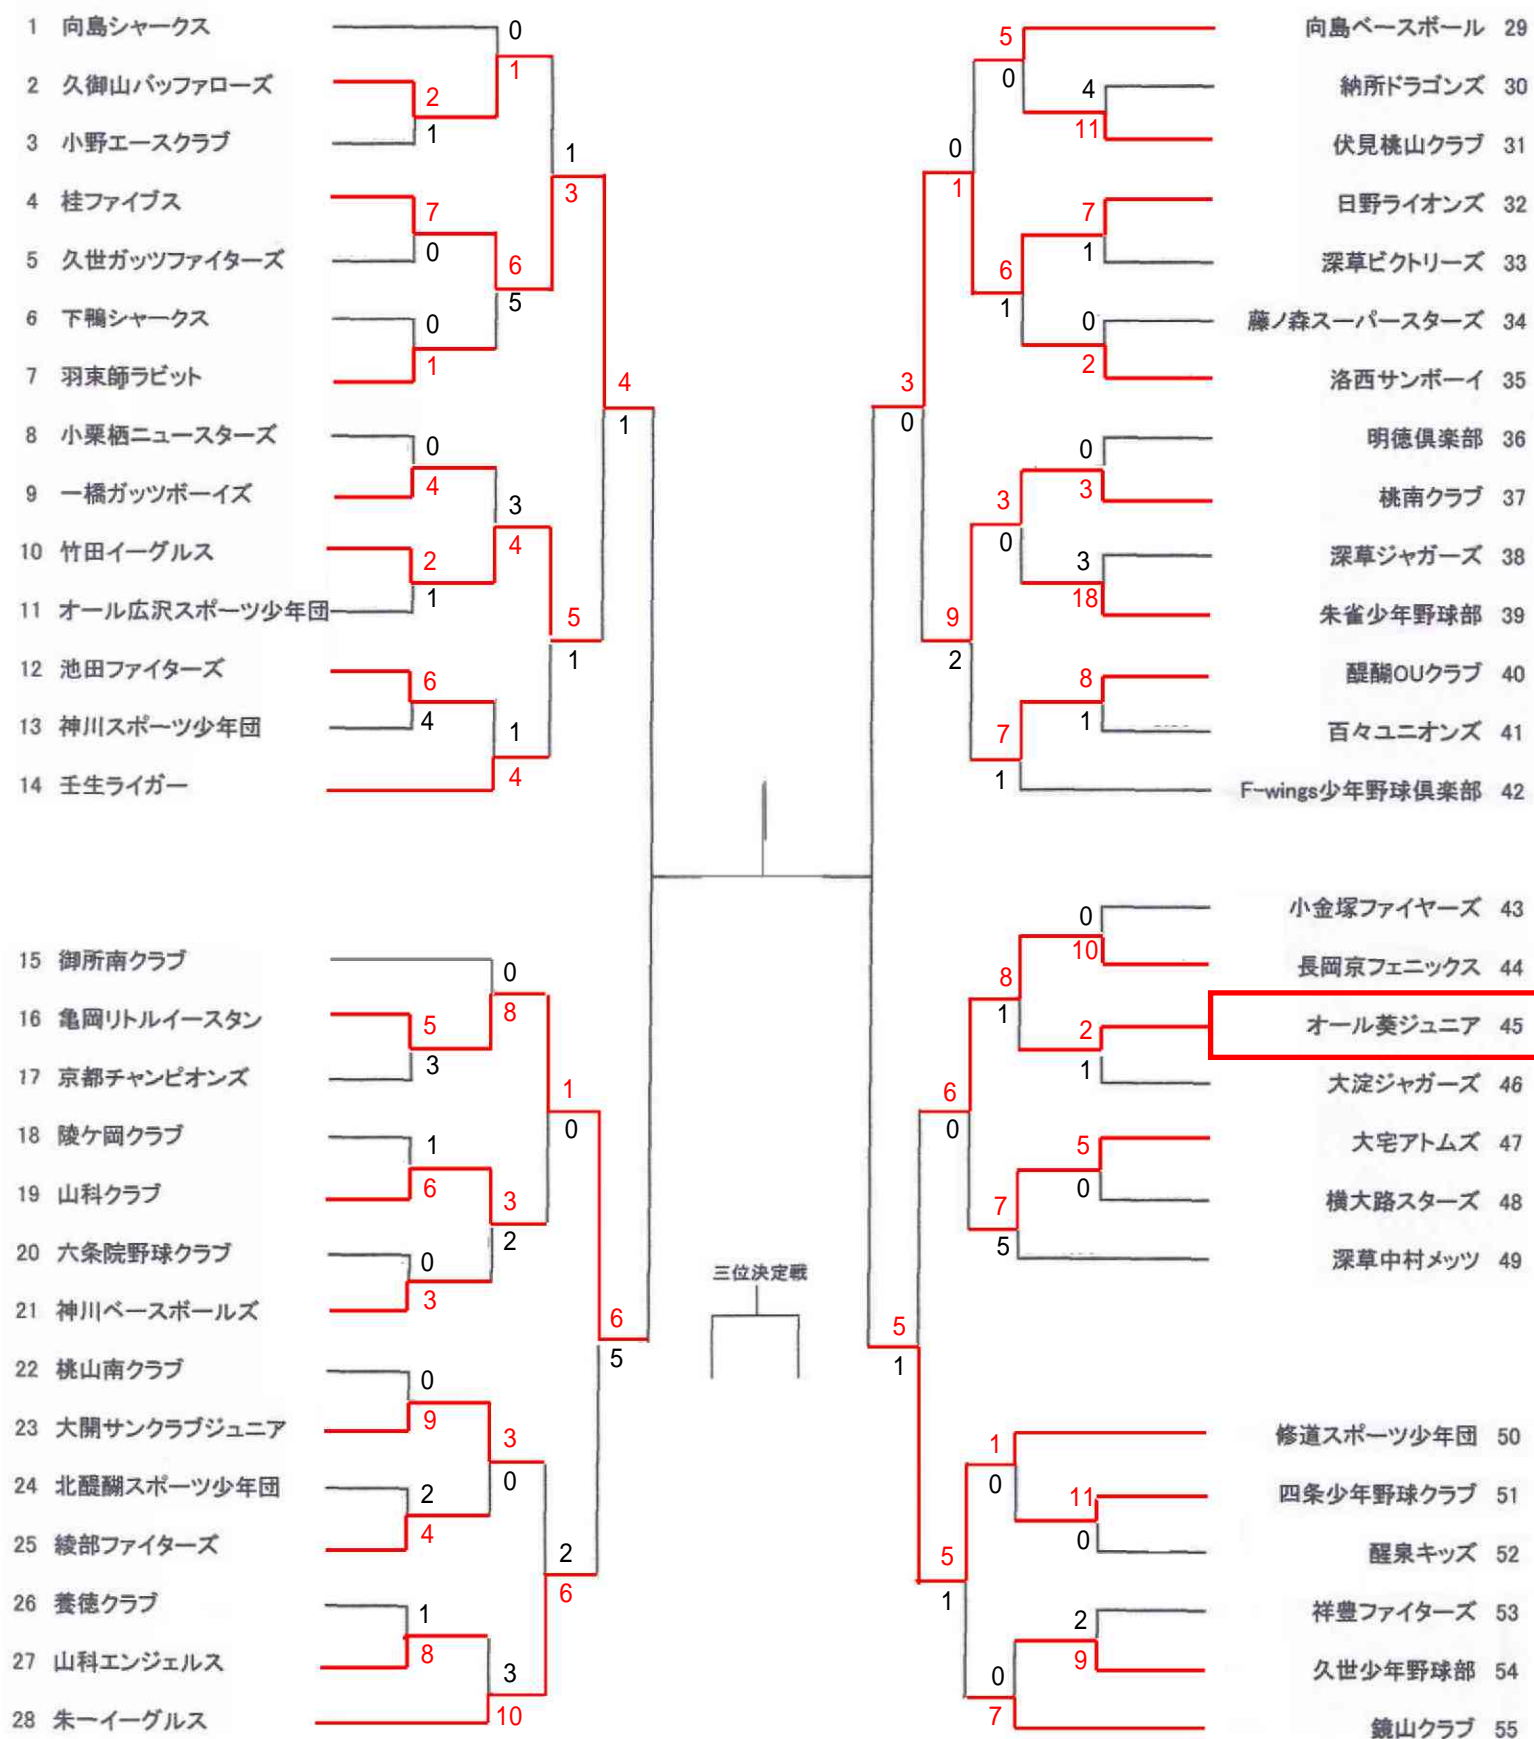 1 向島シャークス
2 久御山バッファローズ
3 小野エースクラブ
4 桂ファイブス
5 久世ガッツファイターズ
6 下鴨シャークス
7 羽束師ラビット
8 小栗栖ニュースターズ
9 一橋ガッツボーイズ
10 竹田イーグルス
11 オール広沢スポーツ少年団
12 池田ファイターズ
13 神川スポーツ少年団
14 壬生ライガー
0
1
2
1
1
3
7
0
6
5
0
1
4
1
0
4
3
4
2
1
5
1
6
4
1
4
15 御所南クラブ
16 亀岡リトルイースタン
17 京都チャンピオンズ
18 陵ケ岡クラブ
19 山科クラブ
20 六条院野球クラブ
21 神川ベースボールズ
22 桃山南クラブ
23 大開サンクラブジュニア
24 北醍醐スポーツ少年団
25 綾部ファイターズ
26 養徳クラブ
27 山科エンジェルス
28 朱一イーグルス
0
8
5
3
1
0
1
6
3
2
0
3
6
5
0
9
3
0
2
4
2
6
1
8
3
10
三位決定戦
向島ベースボール 29
納所ドラゴンズ 30
伏見桃山クラブ 31
日野ライオンズ 32
深草ビクトリーズ 33
藤ノ森スーパースターズ 34
洛西サンボーイ 35
明徳倶楽部 36
桃南クラブ 37
深草ジャガーズ 38
朱雀少年野球部 39
醍醐OUクラブ 40
百々ユニオンズ 41
F-wings少年野球倶楽部 42
5
0
4
11
0
1
7
1
6
1
0
2
3
0
0
3
3
0
3
18
9
2
8
1
7
1
小金塚ファイヤーズ 43
長岡京フェニックス 44
オール葵ジュニア 45
大淀ジャガーズ 46
大宅アトムズ 47
横大路スターズ 48
深草中村メッツ 49
修道スポーツ少年団 50
四条少年野球クラブ 51
醒泉キッズ 52
祥豊ファイターズ 53
久世少年野球部 54
鏡山クラブ 55
0
10
8
1
2
1
6
0
5
0
7
5
5
1
1
0
11
0
5
1
2
9
0
7